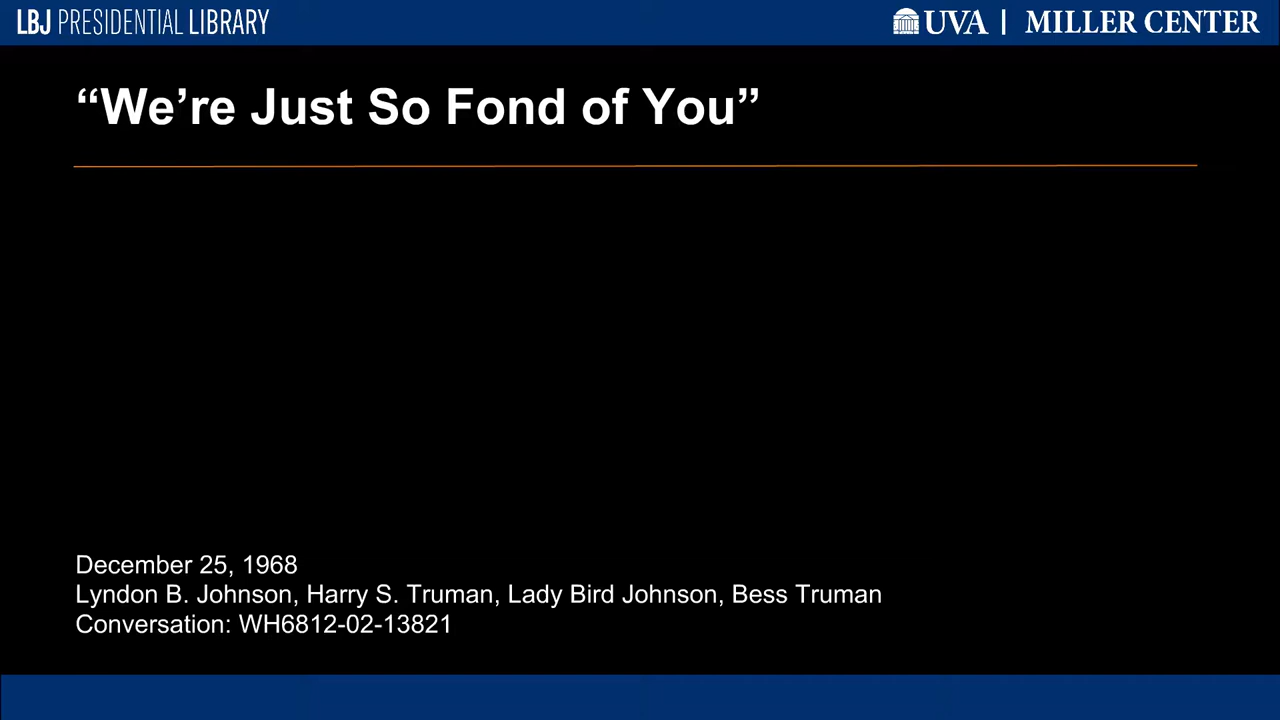 LBJ PRESIDENTIAL LIBRARY
UVA | MILLER CENTER
“We’re Just So Fond of You”
December 25, 1968
Lyndon B. Johnson, Harry S. Truman, Lady Bird Johnson, Bess Truman
Conversation: WH6812-02-13821